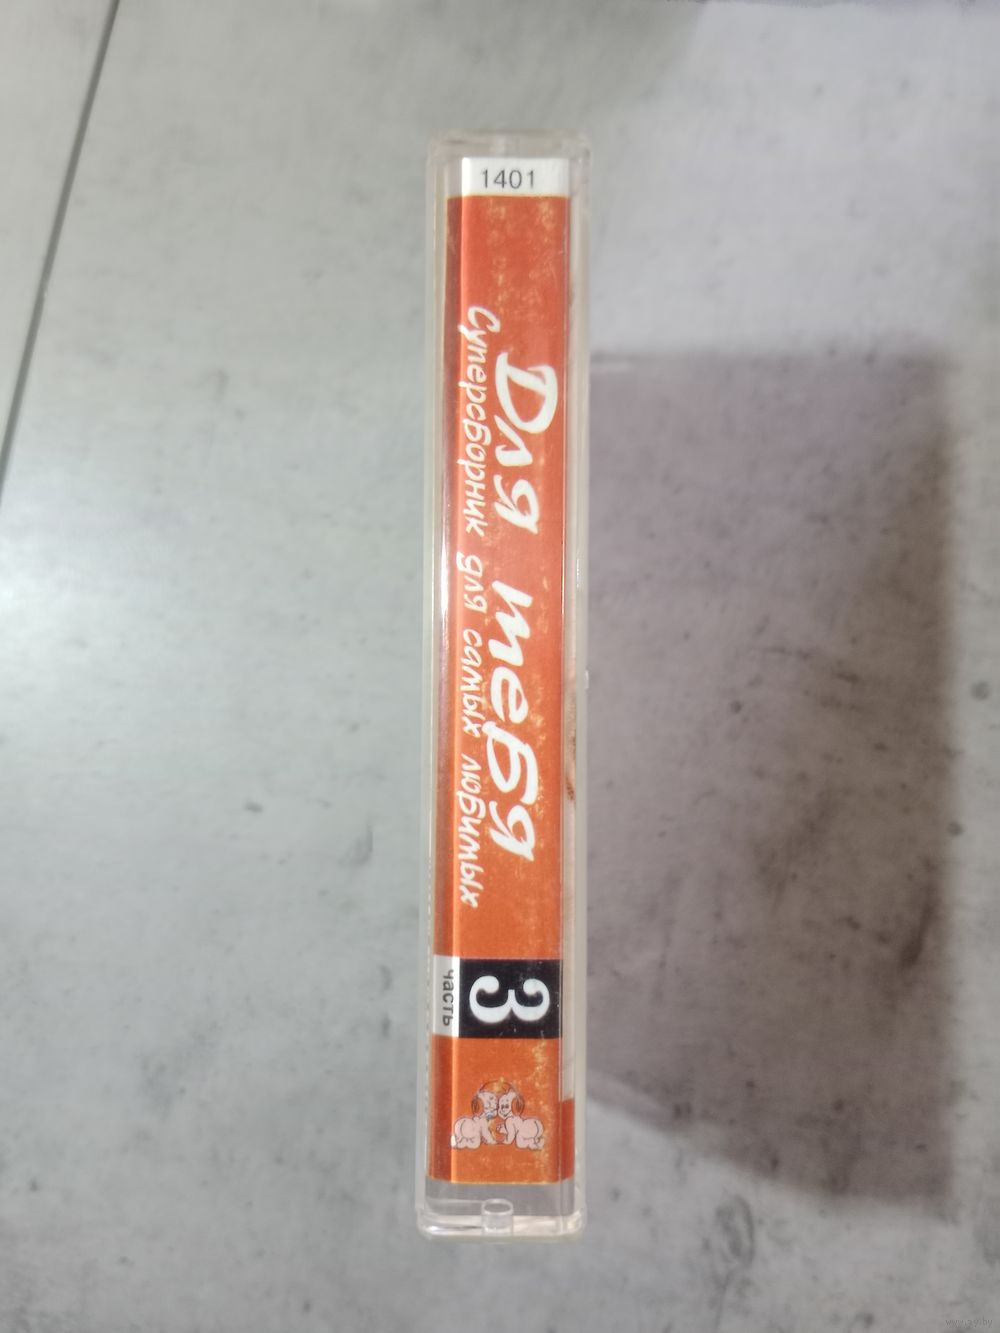 1401
Для тебя
Суперсборник для самых любимых
3
часть